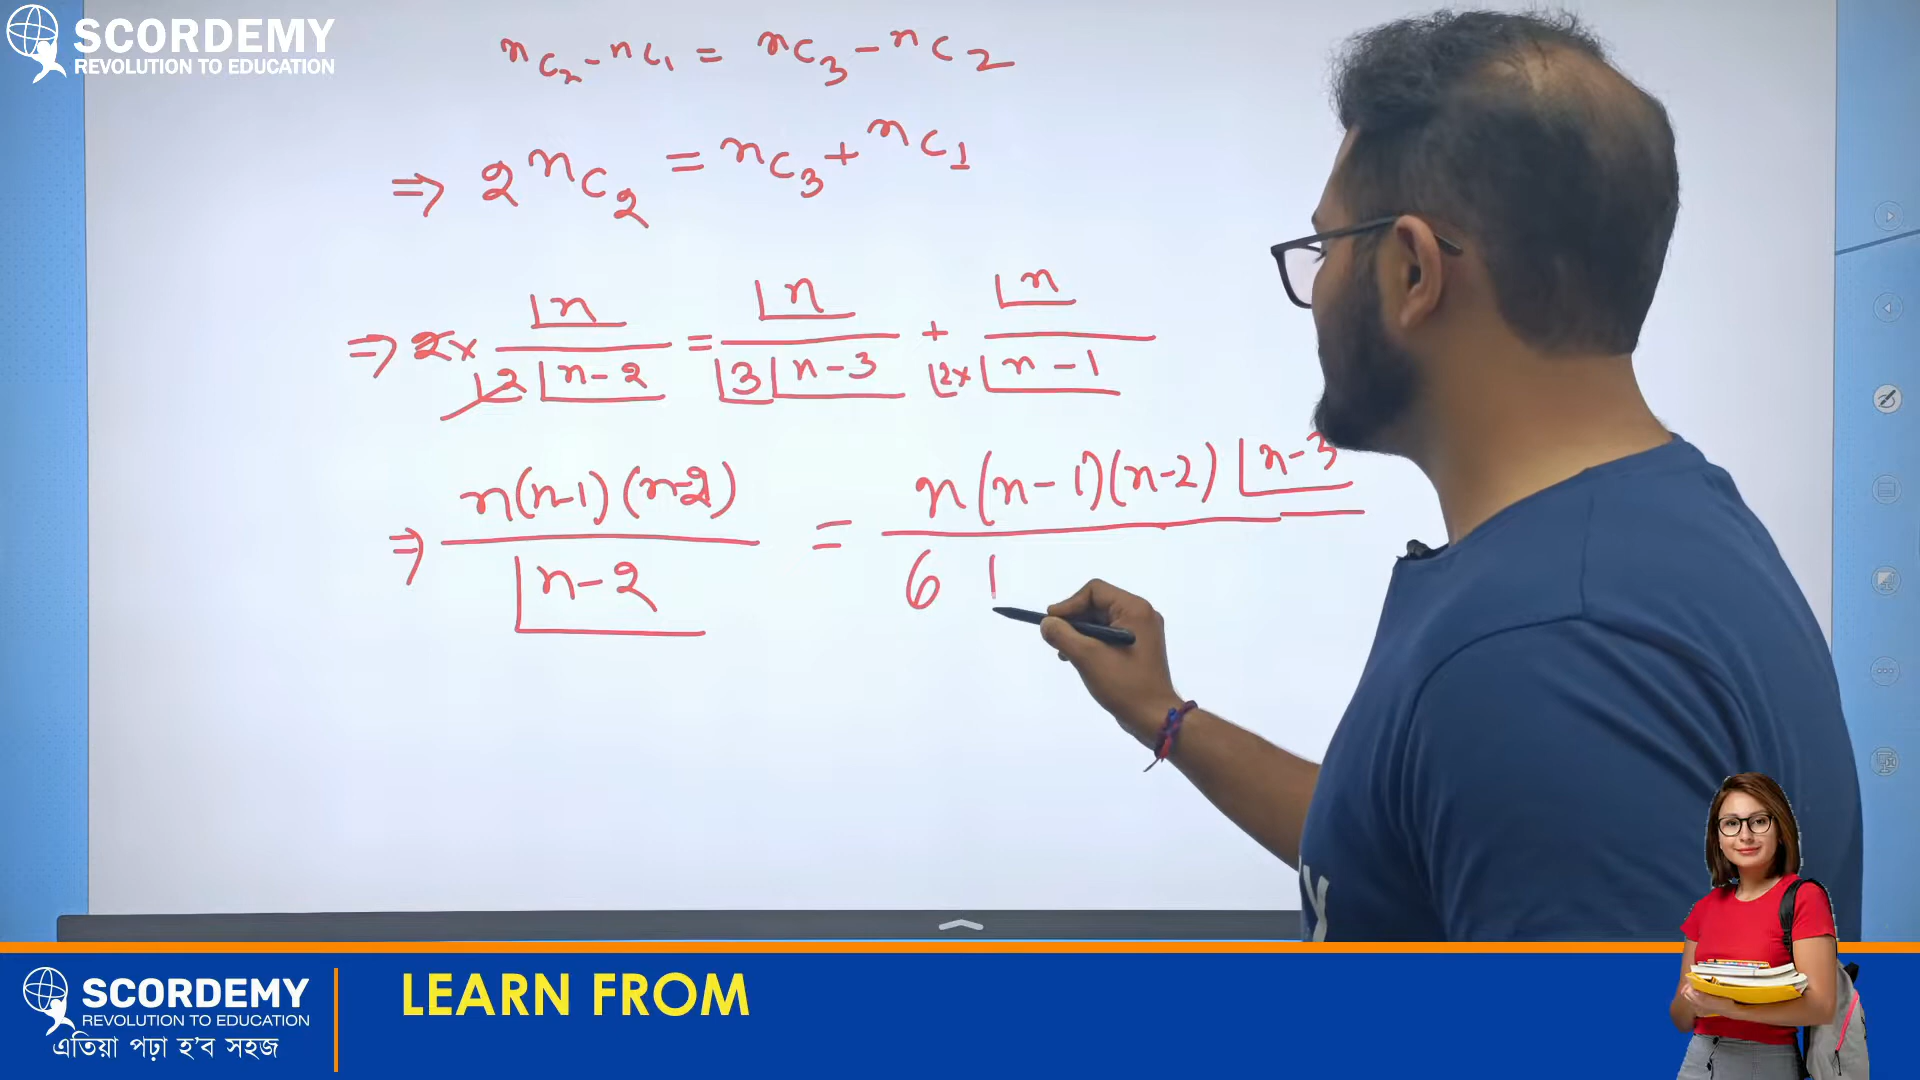 SCORDEMY
REVOLUTION TO EDUCATION
ⁿC₂ - ⁿC₁ = ⁿC₃ - ⁿC₂
⇒ 2 ⁿC₂ = ⁿC₃ + ⁿC₁
⇒ 2 × |n / |2 |n-2 = |n / |3 |n-3 + |n / |2× |n-1
⇒ n(n-1)(n-2) / |n-2 = n(n-1)(n-2) |n-3 / 6 |
SCORDEMY
REVOLUTION TO EDUCATION
এতিয়া পঢ়া হ'ব সহজ
LEARN FROM